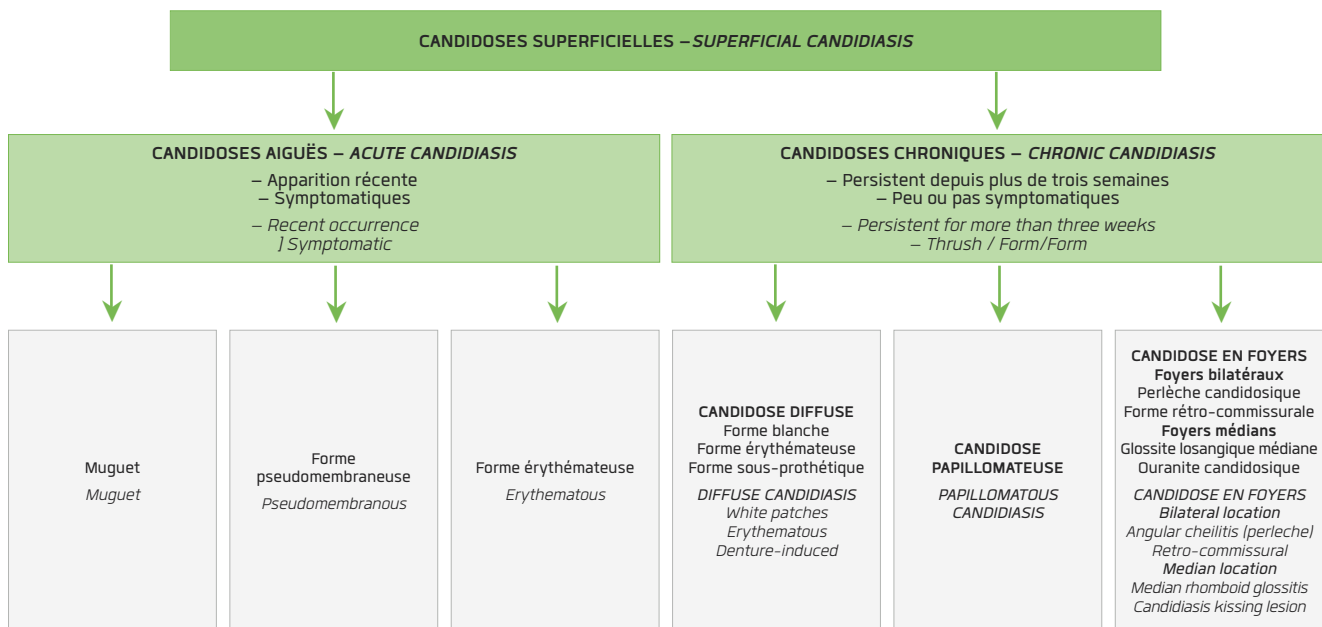 CANDIDOSES SUPERFICIELLES – SUPERFICIAL CANDIDIASIS
CANDIDOSES AIGUËS – ACUTE CANDIDIASIS
– Apparition récente
– Symptomatiques
– Recent occurrence
] Symptomatic
CANDIDOSES CHRONIQUES – CHRONIC CANDIDIASIS
– Persistent depuis plus de trois semaines
– Peu ou pas symptomatiques
– Persistent for more than three weeks
– Thrush / Form/Form
Muguet
Muguet
Forme
pseudomembraneuse
Pseudomembranous
Forme érythémateuse
Erythematous
CANDIDOSE DIFFUSE
Forme blanche
Forme érythémateuse
Forme sous-prothétique
DIFFUSE CANDIDIASIS
White patches
Erythematous
Denture-induced
CANDIDOSE
PAPILLOMATEUSE
PAPILLOMATOUS
CANDIDIASIS
CANDIDOSE EN FOYERS
Foyers bilatéraux
Perlèche candidosique
Forme rétro-commissurale
Foyers médians
Glossite losangique médiane
Ouranite candidosique
CANDIDOSE EN FOYERS
Bilateral location
Angular cheilitis (perleche)
Retro-commissural
Median location
Median rhomboid glossitis
Candidiasis kissing lesion